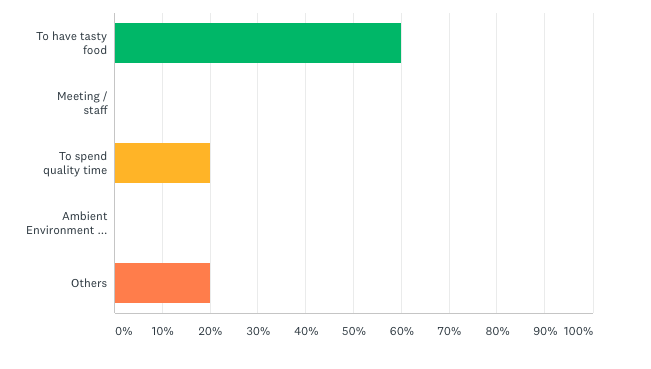 To have tasty
food
Meeting /
staff
To spend
quality time
Ambient
Environment ...
Others
0% 10% 20% 30% 40% 50% 60% 70% 80% 90% 100%